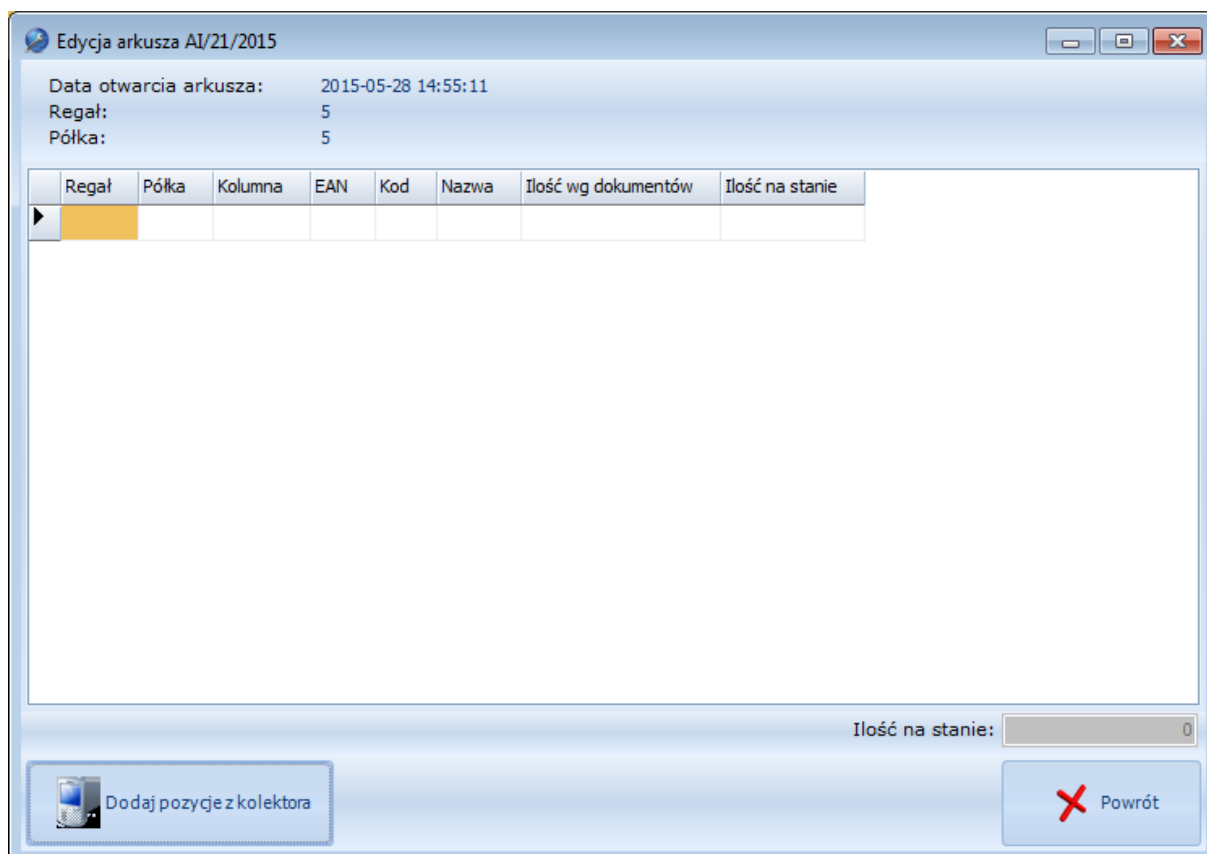 Edycja arkusza AI/21/2015
Data otwarcia arkusza: 2015-05-28 14:55:11
Regał: 5
Półka: 5
Regał Półka Kolumna EAN Kod Nazwa Ilość wg dokumentów Ilość na stanie
Ilość na stanie: 0
Dodaj pozycje z kolektora Powrót